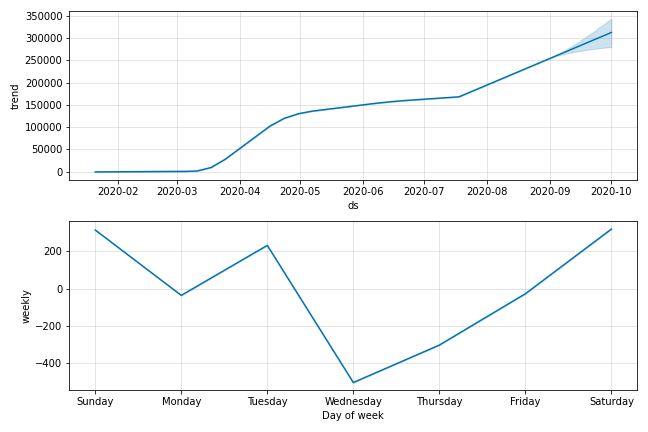 350000
300000
250000
200000
150000
100000
50000
0
trend
2020-02 2020-03 2020-04 2020-05 2020-06 2020-07 2020-08 2020-09 2020-10
ds
200
0
−200
−400
weekly
Sunday Monday Tuesday Wednesday Thursday Friday Saturday
Day of week